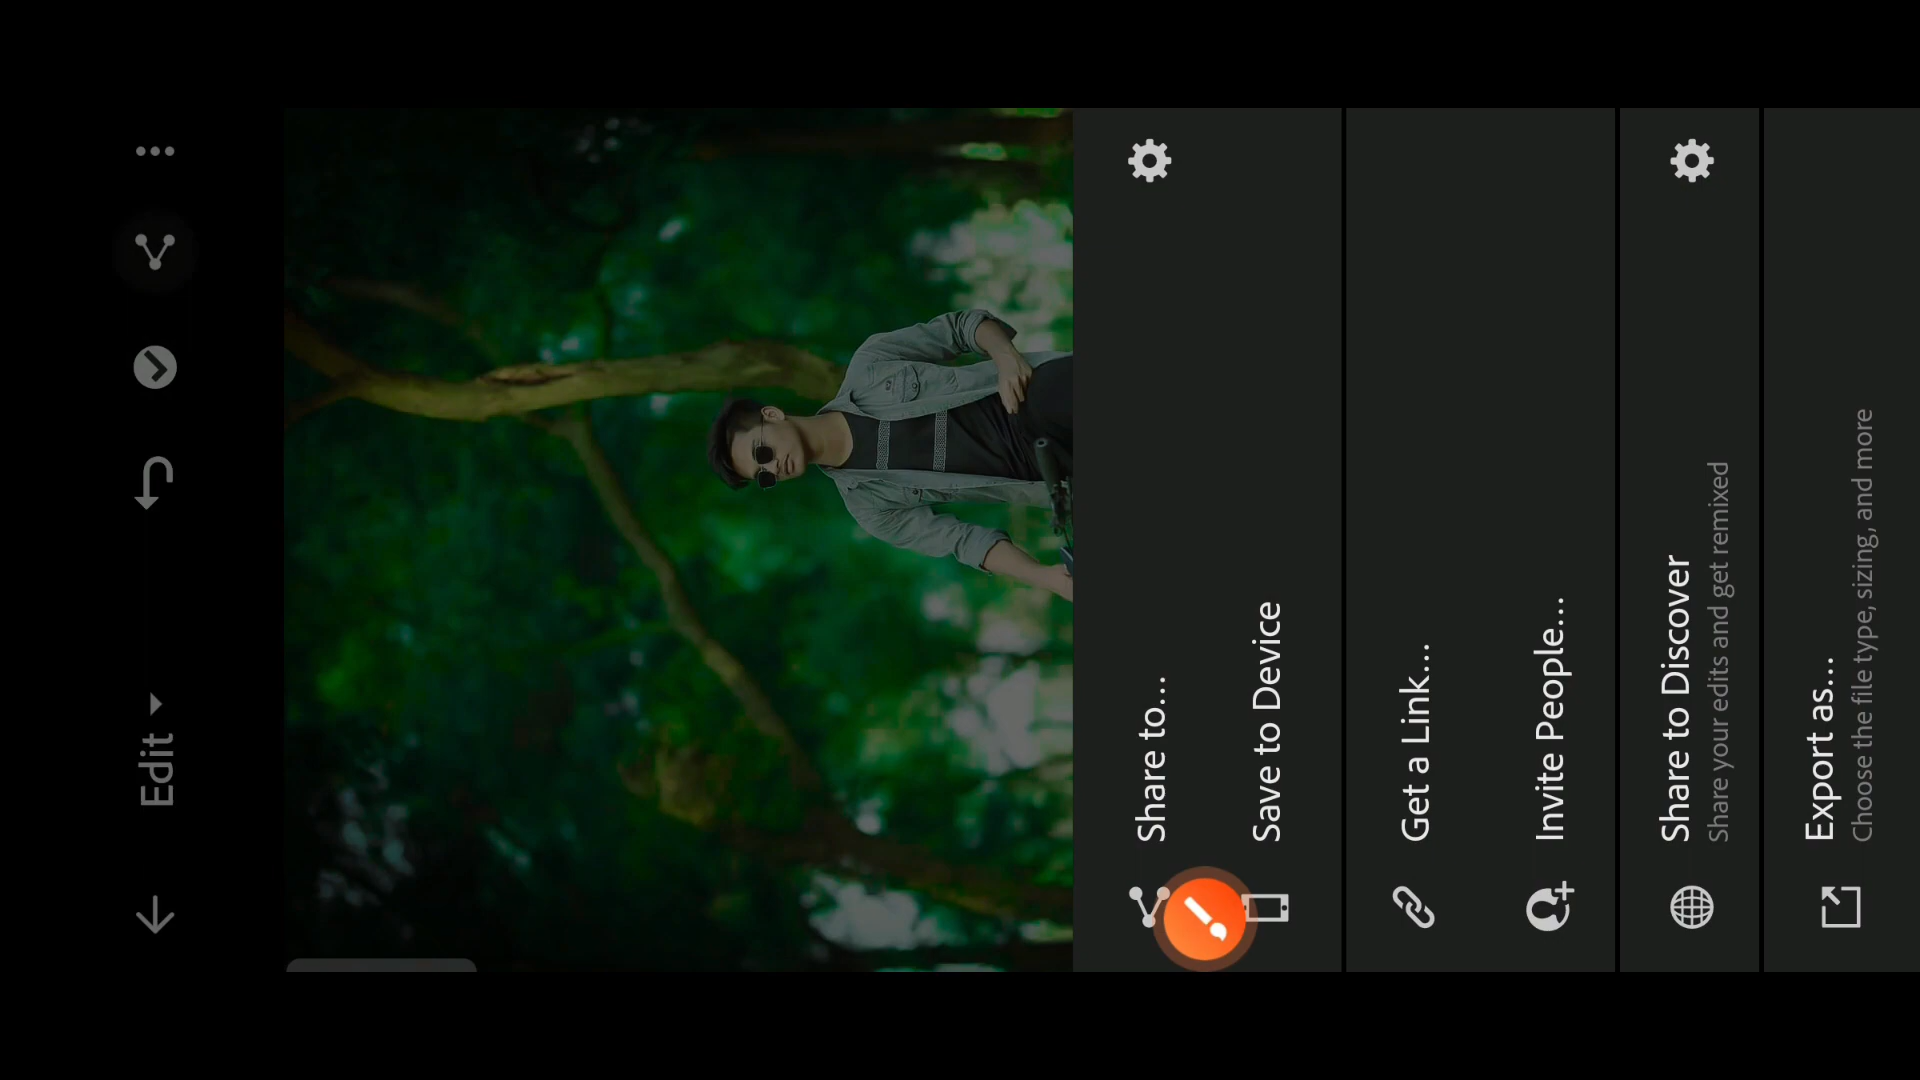 Edit
Share to...
Save to Device
Get a Link...
Invite People...
Share to Discover
Share your edits and get remixed
Export as...
Choose the file type, sizing, and more